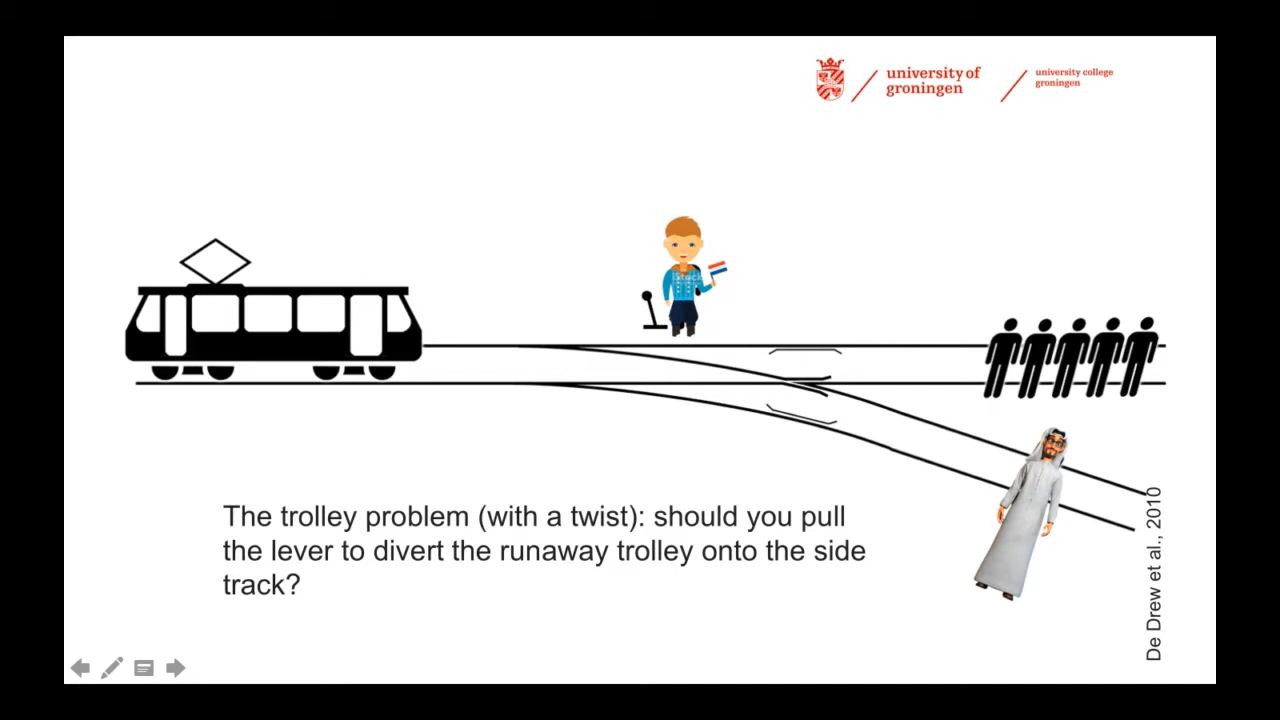 university of
groningen
university college
groningen
iStock
The trolley problem (with a twist): should you pull
the lever to divert the runaway trolley onto the side
track?
De Drew et al., 2010